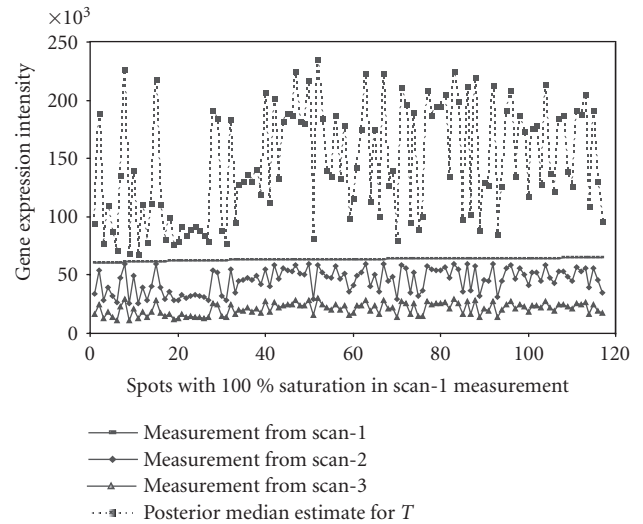 ×10³
250
200
150
100
50
0
Gene expression intensity
0 20 40 60 80 100 120
Spots with 100 % saturation in scan-1 measurement
Measurement from scan-1
Measurement from scan-2
Measurement from scan-3
Posterior median estimate for T